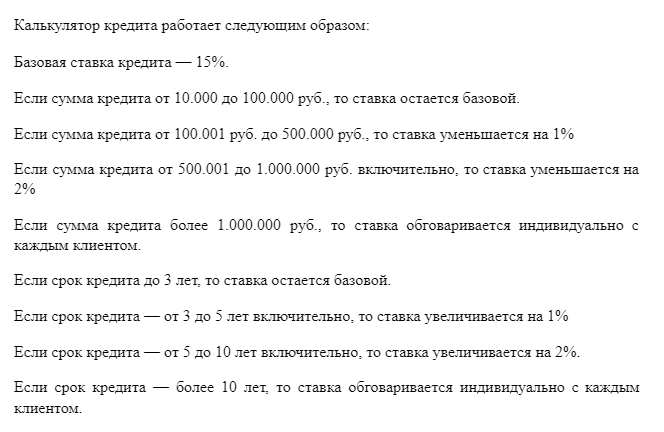 Калькулятор кредита работает следующим образом:
Базовая ставка кредита — 15%.
Если сумма кредита от 10.000 до 100.000 руб., то ставка остается базовой.
Если сумма кредита от 100.001 руб. до 500.000 руб., то ставка уменьшается на 1%
Если сумма кредита от 500.001 до 1.000.000 руб. включительно, то ставка уменьшается на
2%
Если сумма кредита более 1.000.000 руб., то ставка обговаривается индивидуально с
каждым клиентом.
Если срок кредита до 3 лет, то ставка остается базовой.
Если срок кредита — от 3 до 5 лет включительно, то ставка увеличивается на 1%
Если срок кредита — от 5 до 10 лет включительно, то ставка увеличивается на 2%.
Если срок кредита — более 10 лет, то ставка обговаривается индивидуально с каждым
клиентом.